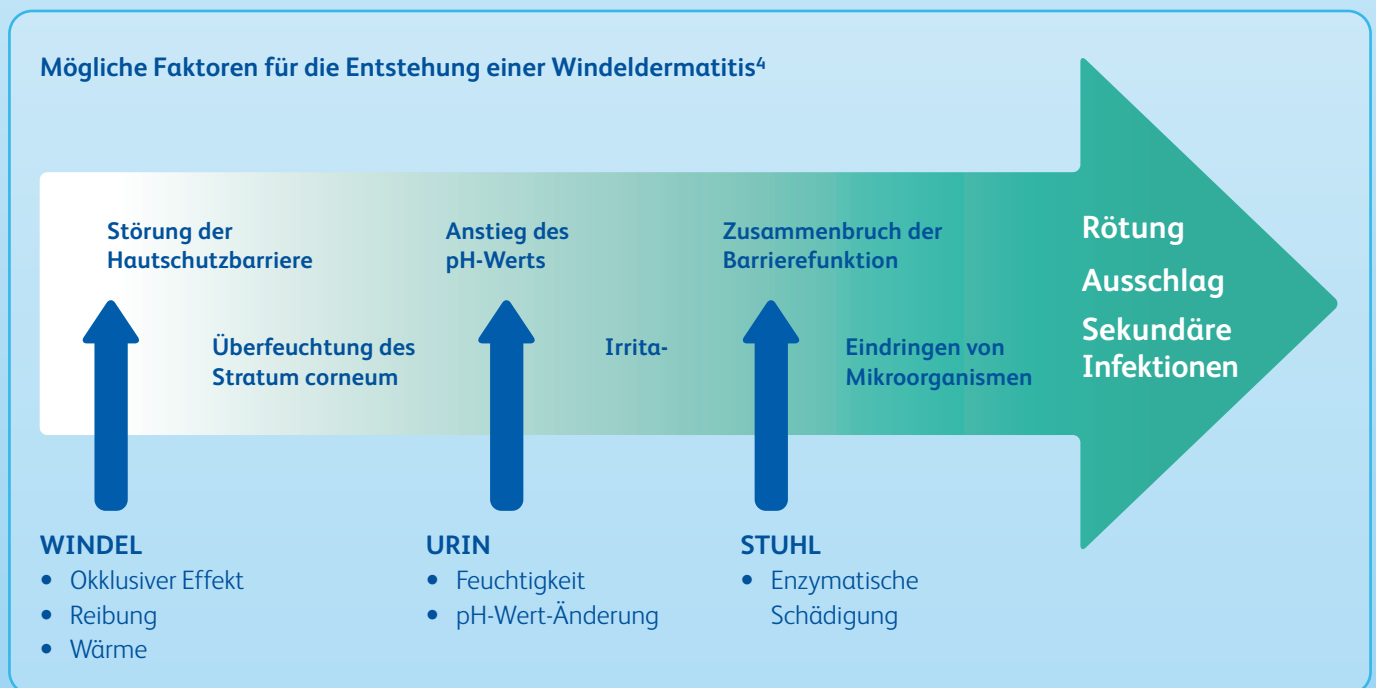 Mögliche Faktoren für die Entstehung einer Windeldermatitis⁴
Störung der
Hautschutzbarriere
Überfeuchtung des
Stratum corneum
Anstieg des
pH-Werts
Irrita-
Zusammenbruch der
Barrierefunktion
Eindringen von
Mikroorganismen
Rötung
Ausschlag
Sekundäre
Infektionen
WINDEL
• Okklusiver Effekt
• Reibung
• Wärme
URIN
• Feuchtigkeit
• pH-Wert-Änderung
STUHL
• Enzymatische
Schädigung